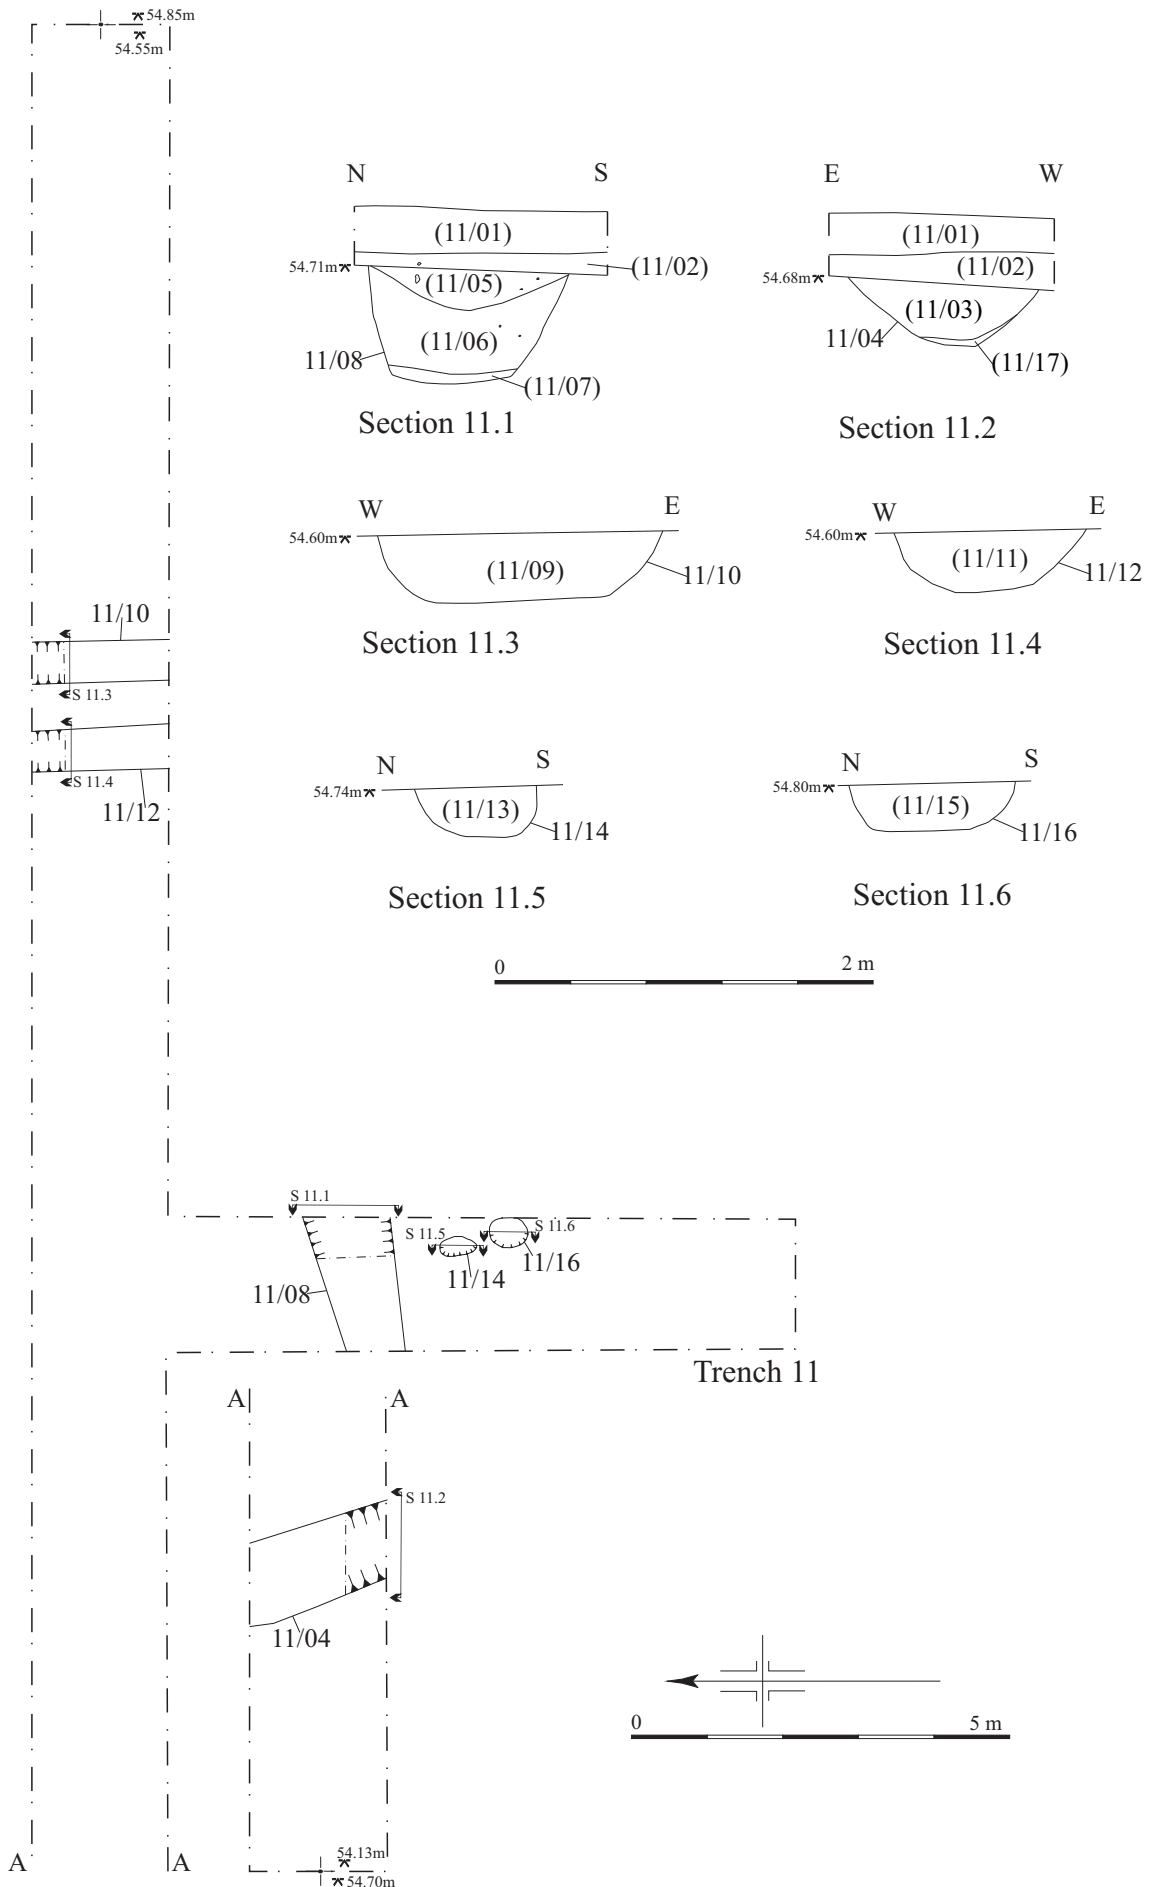 54.85m
54.55m
N S
(11/01)
54.71m
(11/02)
(11/05)
(11/06)
11/08
(11/07)
Section 11.1
E W
(11/01)
(11/02)
54.68m
(11/03)
11/04
(11/17)
Section 11.2
W E
54.60m
(11/09)
11/10
Section 11.3
W E
54.60m
(11/11)
11/12
Section 11.4
11/10
S 11.3
S 11.4
11/12
N S
54.74m
(11/13)
11/14
Section 11.5
N S
54.80m
(11/15)
11/16
Section 11.6
0 2 m
S 11.1
S 11.5
S 11.6
11/16
11/14
11/08
Trench 11
A A
S 11.2
11/04
0 5 m
A A
54.13m
54.70m